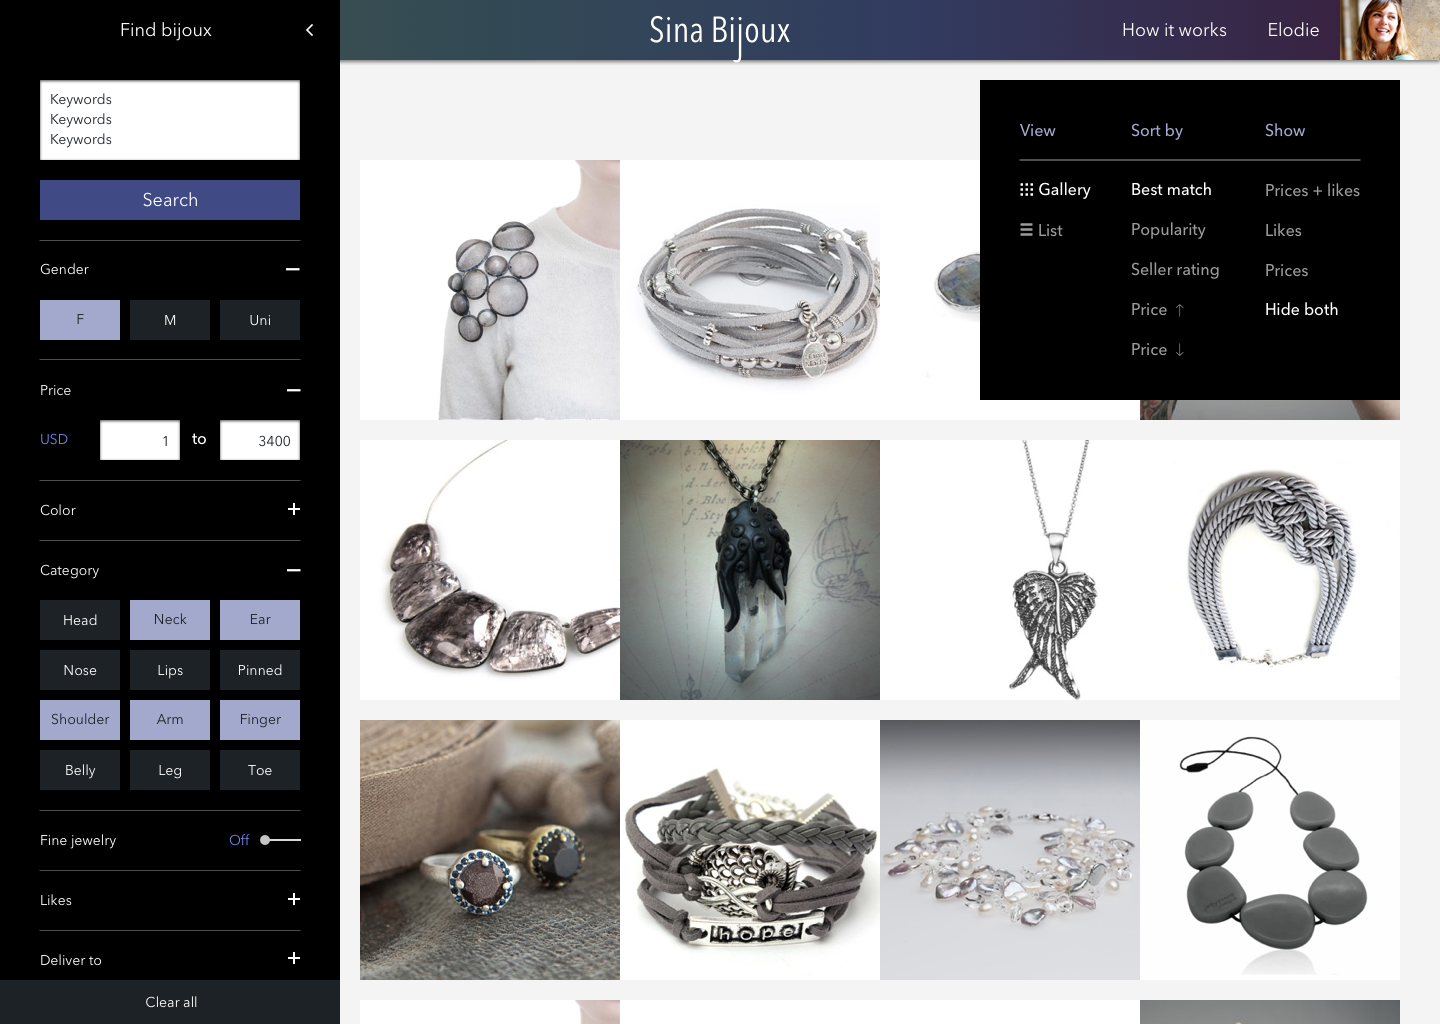 Find bijoux
Sina Bijoux
How it works
Elodie
Keywords
Keywords
Keywords
Search
Gender
F
M
Uni
Price
USD
1
to
3400
Color
Category
Head
Neck
Ear
Nose
Lips
Pinned
Shoulder
Arm
Finger
Belly
Leg
Toe
Fine jewelry
Off
Likes
Deliver to
Clear all
View
Sort by
Show
Gallery
Best match
Prices + likes
List
Popularity
Likes
Seller rating
Prices
Price ↑
Hide both
Price ↓
hope